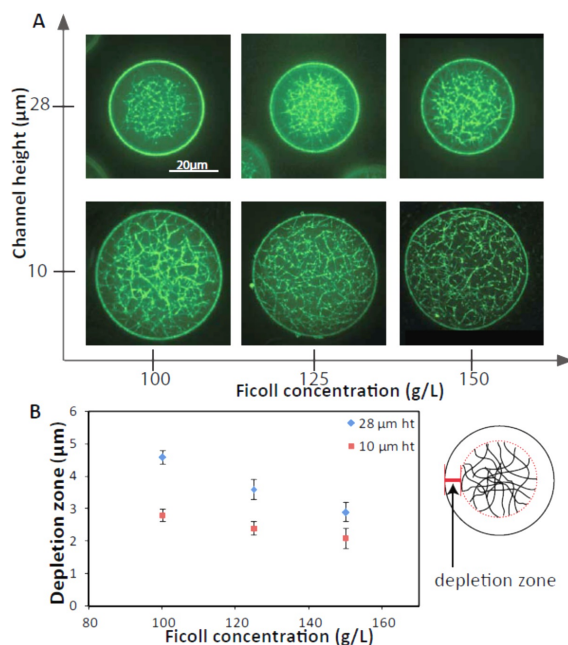 A
Channel height (μm)
28
20μm
10
100
125
150
Ficoll concentration (g/L)
B
28 μm ht
10 μm ht
Depletion zone (μm)
6
5
4
3
2
1
0
80
100
120
140
160
Ficoll concentration (g/L)
depletion zone